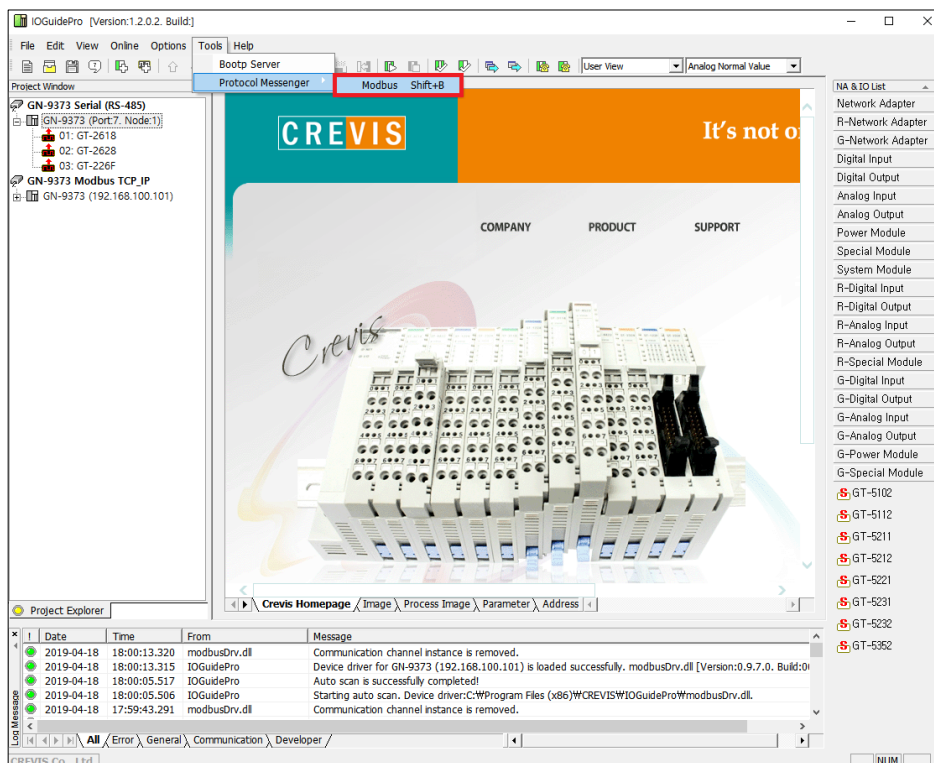 IOGuidePro [Version:1.2.0.2. Build:]
File Edit View Online Options Tools Help
Bootp Server
Protocol Messenger
Modbus Shift+B
User View
Analog Normal Value
Project Window
GN-9373 Serial (RS-485)
GN-9373 (Port:7. Node:1)
01: GT-2618
02: GT-2628
03: GT-226F
GN-9373 Modbus TCP_IP
GN-9373 (192.168.100.101)
Project Explorer
CREVIS
It's not o
COMPANY PRODUCT SUPPORT
Crevis
Crevis Homepage Image Process Image Parameter Address
NA & IO List
Network Adapter
R-Network Adapter
G-Network Adapter
Digital Input
Digital Output
Analog Input
Analog Output
Power Module
Special Module
System Module
R-Digital Input
R-Digital Output
R-Analog Input
R-Analog Output
R-Special Module
G-Digital Input
G-Digital Output
G-Analog Input
G-Analog Output
G-Power Module
G-Special Module
GT-5102
GT-5112
GT-5211
GT-5212
GT-5221
GT-5231
GT-5232
GT-5352
! Date Time From Message
2019-04-18 18:00:13.320 modbusDrv.dll Communication channel instance is removed.
2019-04-18 18:00:13.315 IOGuidePro Device driver for GN-9373 (192.168.100.101) is loaded successfully. modbusDrv.dll [Version:0.9.7.0. Build:0
2019-04-18 18:00:05.517 IOGuidePro Auto scan is successfully completed!
2019-04-18 18:00:05.506 IOGuidePro Starting auto scan. Device driver:C:₩Program Files (x86)₩CREVIS₩IOGuidePro₩modbusDrv.dll.
2019-04-18 17:59:43.291 modbusDrv.dll Communication channel instance is removed.
Log Message
All Error General Communication Developer
CREVIS Co., Ltd. NUM